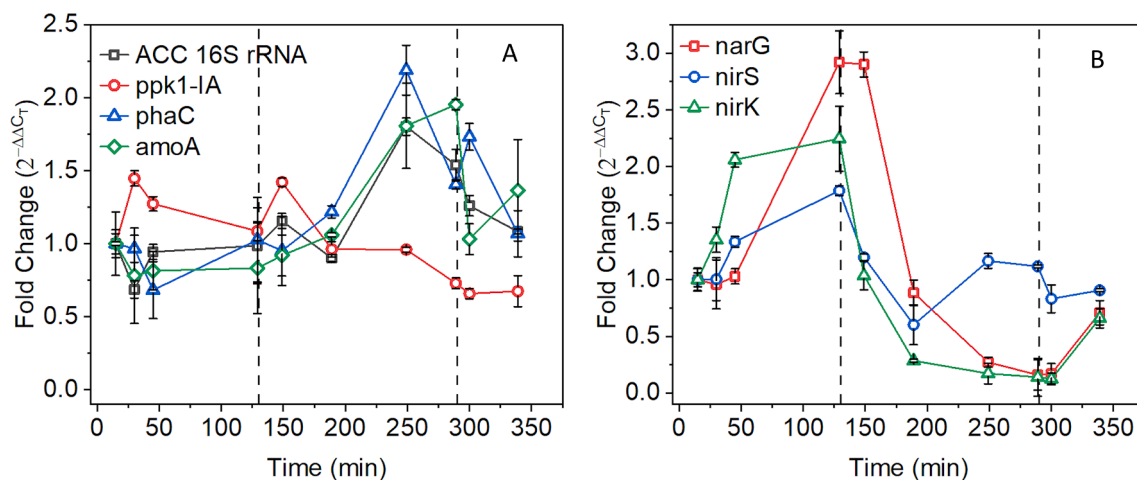 A
ACC 16S rRNA
ppk1-IA
phaC
amoA
Fold Change (2^{-ΔΔC_T})
2.5
2.0
1.5
1.0
0.5
0.0
0 50 100 150 200 250 300 350
Time (min)
B
narG
nirS
nirK
Fold Change (2^{-ΔΔC_T})
3.0
2.5
2.0
1.5
1.0
0.5
0.0
0 50 100 150 200 250 300 350
Time (min)